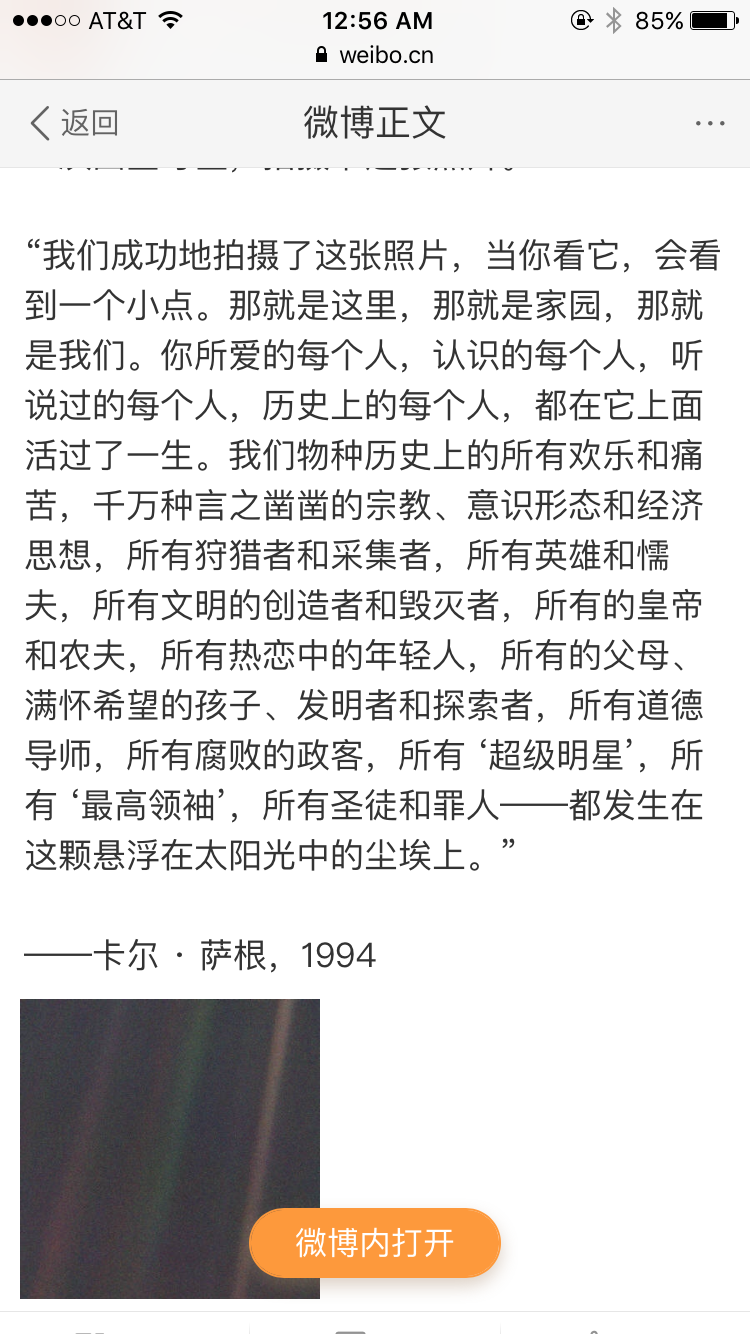 AT&T
12:56 AM
85%
weibo.cn
返回
微博正文
“我们成功地拍摄了这张照片，当你看它，会看
到一个小点。那就是这里，那就是家园，那就
是我们。你所爱的每个人，认识的每个人，听
说过的每个人，历史上的每个人，都在它上面
活过了一生。我们物种历史上的所有欢乐和痛
苦，千万种言之凿凿的宗教、意识形态和经济
思想，所有狩猎者和采集者，所有英雄和懦
夫，所有文明的创造者和毁灭者，所有的皇帝
和农夫，所有热恋中的年轻人，所有的父母、
满怀希望的孩子、发明者和探索者，所有道德
导师，所有腐败的政客，所有 ‘超级明星’，所
有 ‘最高领袖’，所有圣徒和罪人——都发生在
这颗悬浮在太阳光中的尘埃上。”
——卡尔 · 萨根，1994
微博内打开